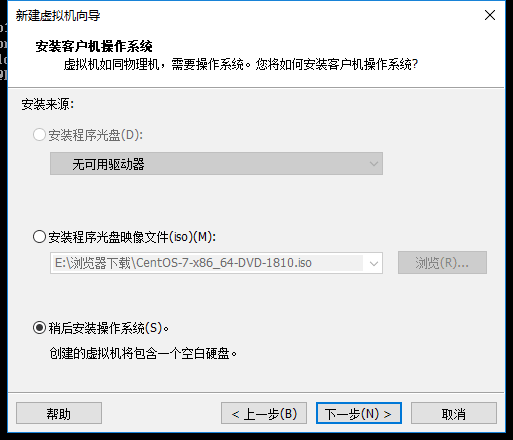 新建虚拟机向导
安装客户机操作系统
虚拟机如同物理机，需要操作系统。您将如何安装客户机操作系统?
安装来源:
安装程序光盘(D):
无可用驱动器
安装程序光盘映像文件(iso)(M):
E:\浏览器下载\CentOS-7-x86_64-DVD-1810.iso
浏览(R)...
稍后安装操作系统(S)。
创建的虚拟机将包含一个空白硬盘。
帮助
< 上一步(B)
下一步(N) >
取消